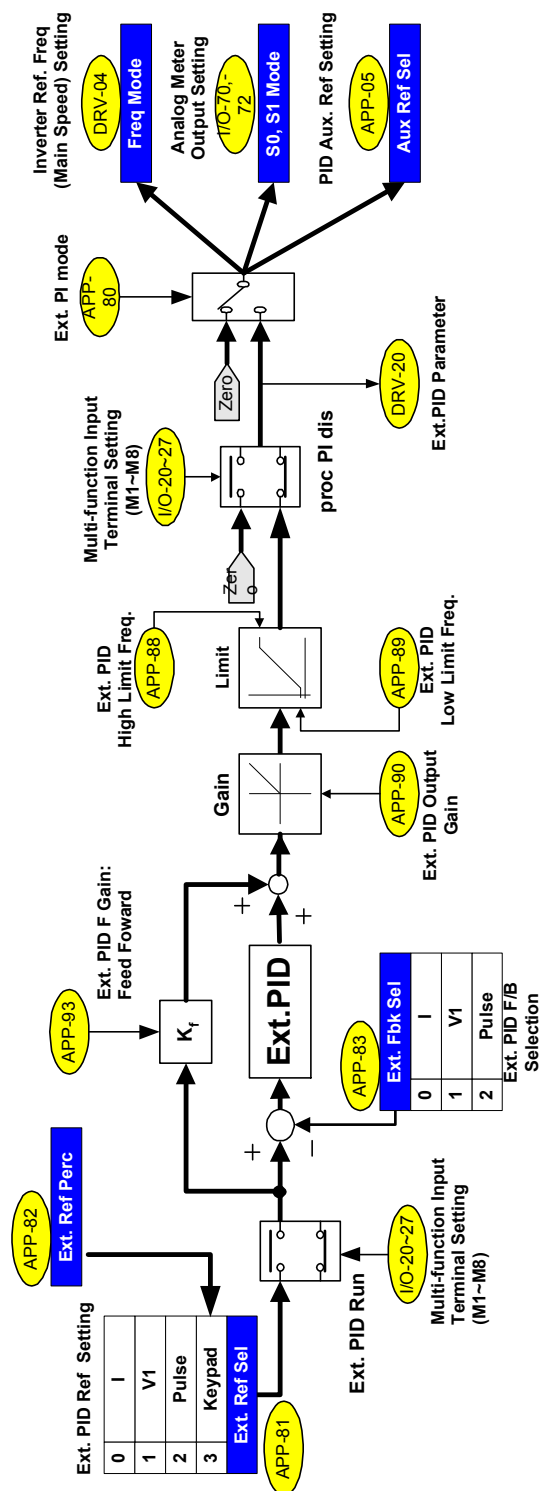 Ext. PID Ref  Setting
0 I
1 V1
2 Pulse
3 Keypad
Ext. Ref Sel
APP-81
APP-82
Ext. Ref Perc
Ext. PID Run
I/O-20~27
Multi-function Input
Terminal Setting
(M1~M8)
APP-93
Ext. PID F Gain:
Feed Foward
Kf
+
−
Ext.PID
+
+
APP-83
Ext. Fbk Sel
0 I
1 V1
2 Pulse
Ext. PID F/B
Selection
Gain
APP-90
Ext. PID Output
Gain
Ext. PID
High Limit Freq.
APP-88
Limit
APP-89
Ext. PID
Low Limit Freq.
Multi-function Input
Terminal Setting
(M1~M8)
I/O-20~27
Zer
o
proc PI dis
Zero
DRV-20
Ext.PID Parameter
Ext. PI mode
APP-
80
Inverter Ref. Freq
(Main Speed) Setting
DRV-04
Freq Mode
Analog Meter
Output Setting
I/O-70,-
72
S0, S1 Mode
PID Aux. Ref Setting
APP-05
Aux Ref Sel